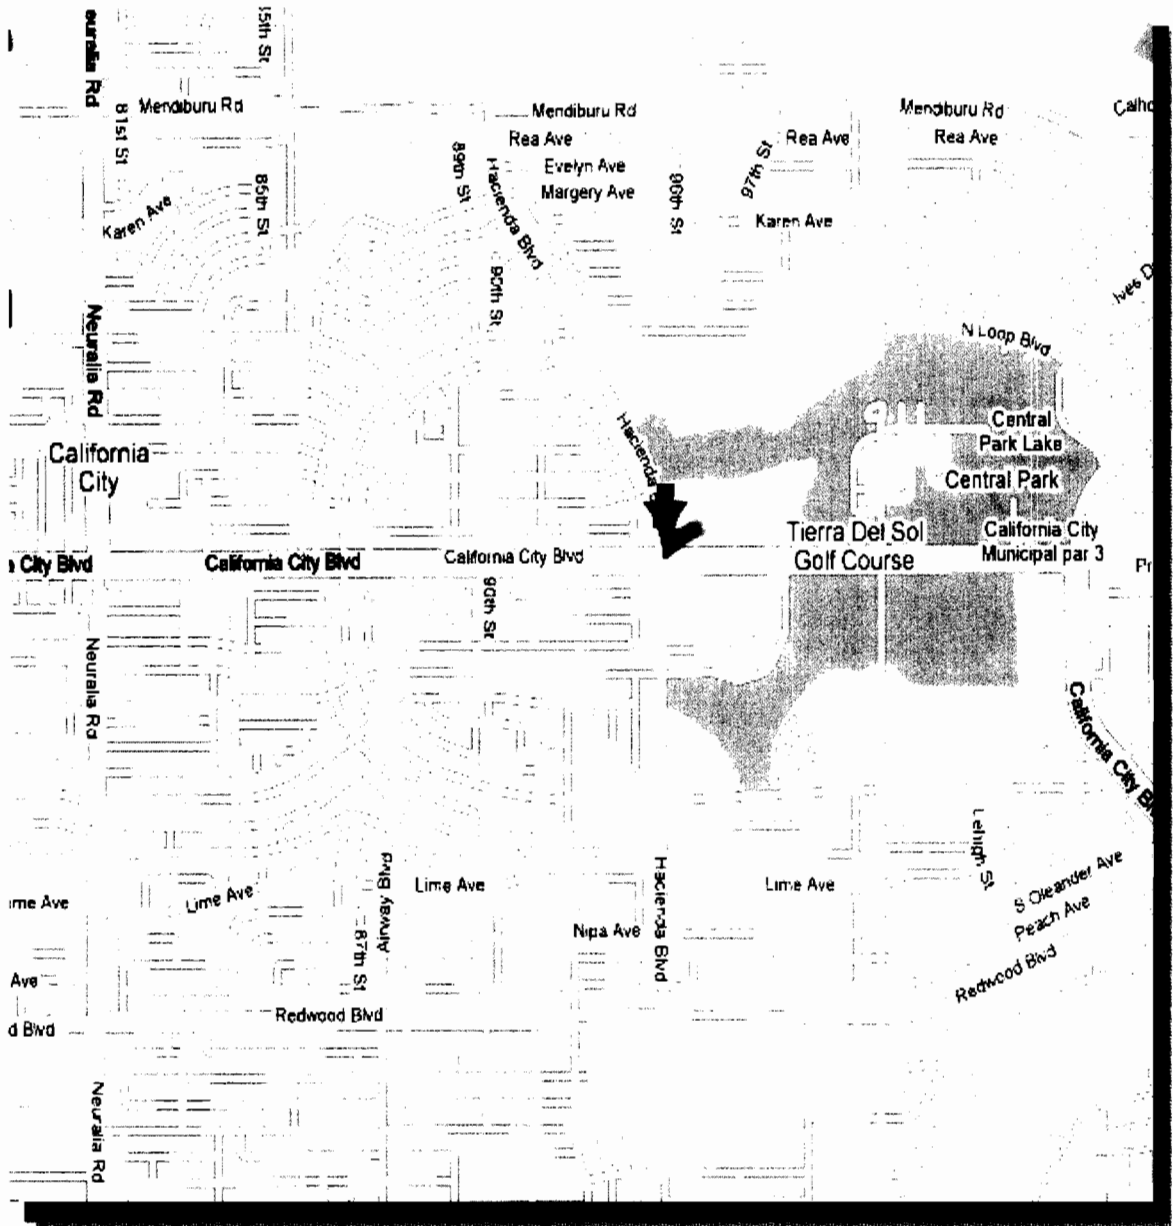 Mendiburu Rd
Mendiburu Rd
Mendiburu Rd
81st St
Rea Ave
Rea Ave
Rea Ave
89th St
Hacienda Blvd
Evelyn Ave
Margery Ave
97th St
85th St
Karen Ave
Karen Ave
90th St
Neuralia Rd
N Loop Blvd
Hacienda
California
City
Central
Park Lake
Central Park
Tierra Del Sol
Golf Course
California City
Municipal par 3
City Blvd
California City Blvd
California City Blvd
90th St
Neuralia Rd
California City
Lehigh St
Airway Blvd
Hacienda Blvd
Lime Ave
Lime Ave
Lime Ave
S Oleander Ave
Peach Ave
Nipa Ave
87th St
Redwood Blvd
Ave
Redwood Blvd
Blvd
Neuralia Rd